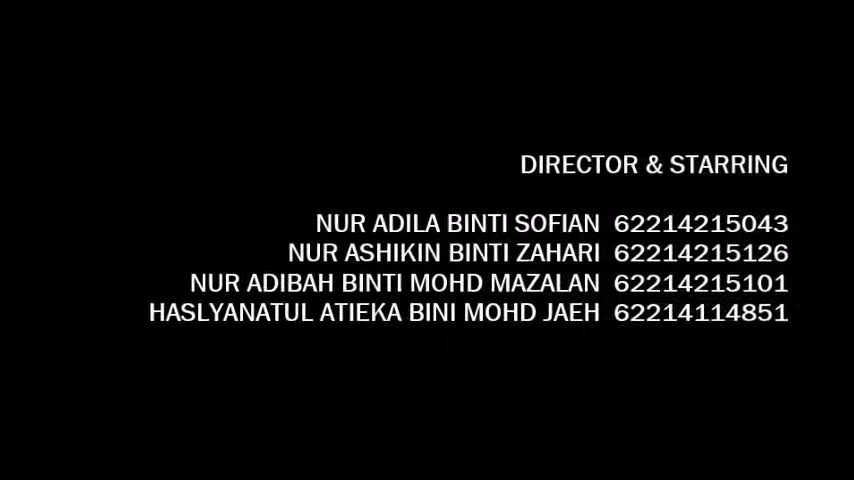 DIRECTOR & STARRING
NUR ADILA BINTI SOFIAN 62214215043
NUR ASHIKIN BINTI ZAHARI 62214215126
NUR ADIBAH BINTI MOHD MAZALAN 62214215101
HASLYANATUL ATIEKA BINI MOHD JAEH 62214114851